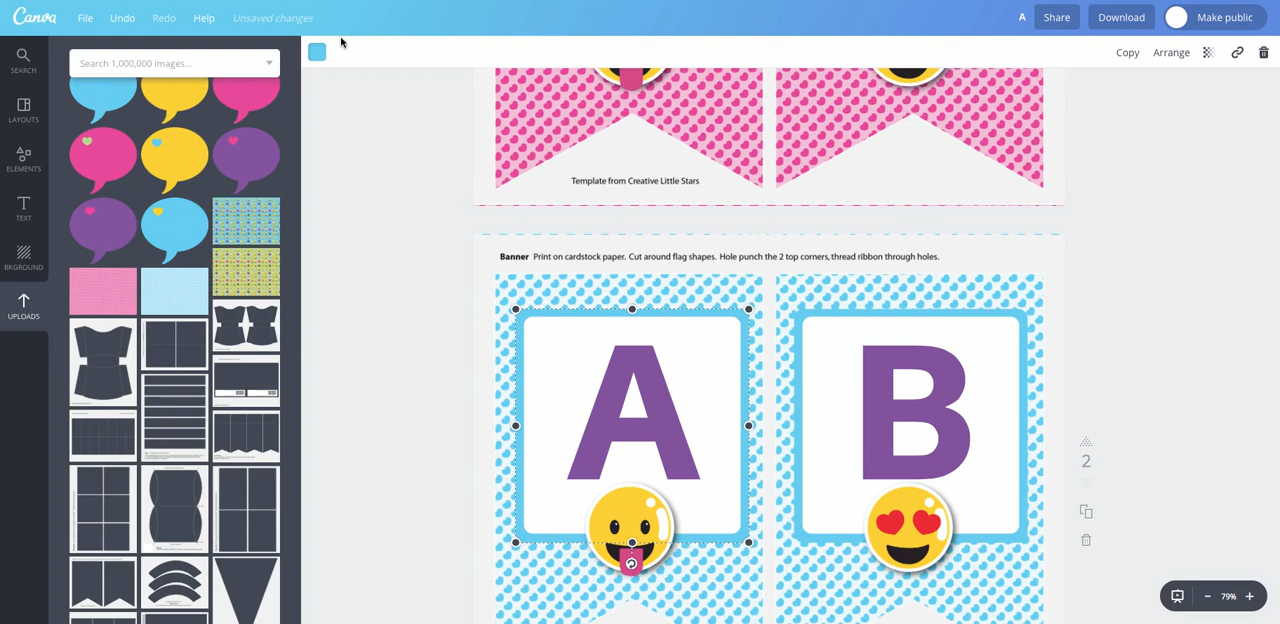 Canva File Undo Redo Help Unsaved changes A Share Download Make public
Search 1,000,000 images... Copy Arrange
SEARCH
LAYOUTS
ELEMENTS
TEXT
BKGROUND
UPLOADS
Template from Creative Little Stars
Banner Print on cardstock paper. Cut around flag shapes. Hole punch the 2 top corners, thread ribbon through holes.
A B
2
79%